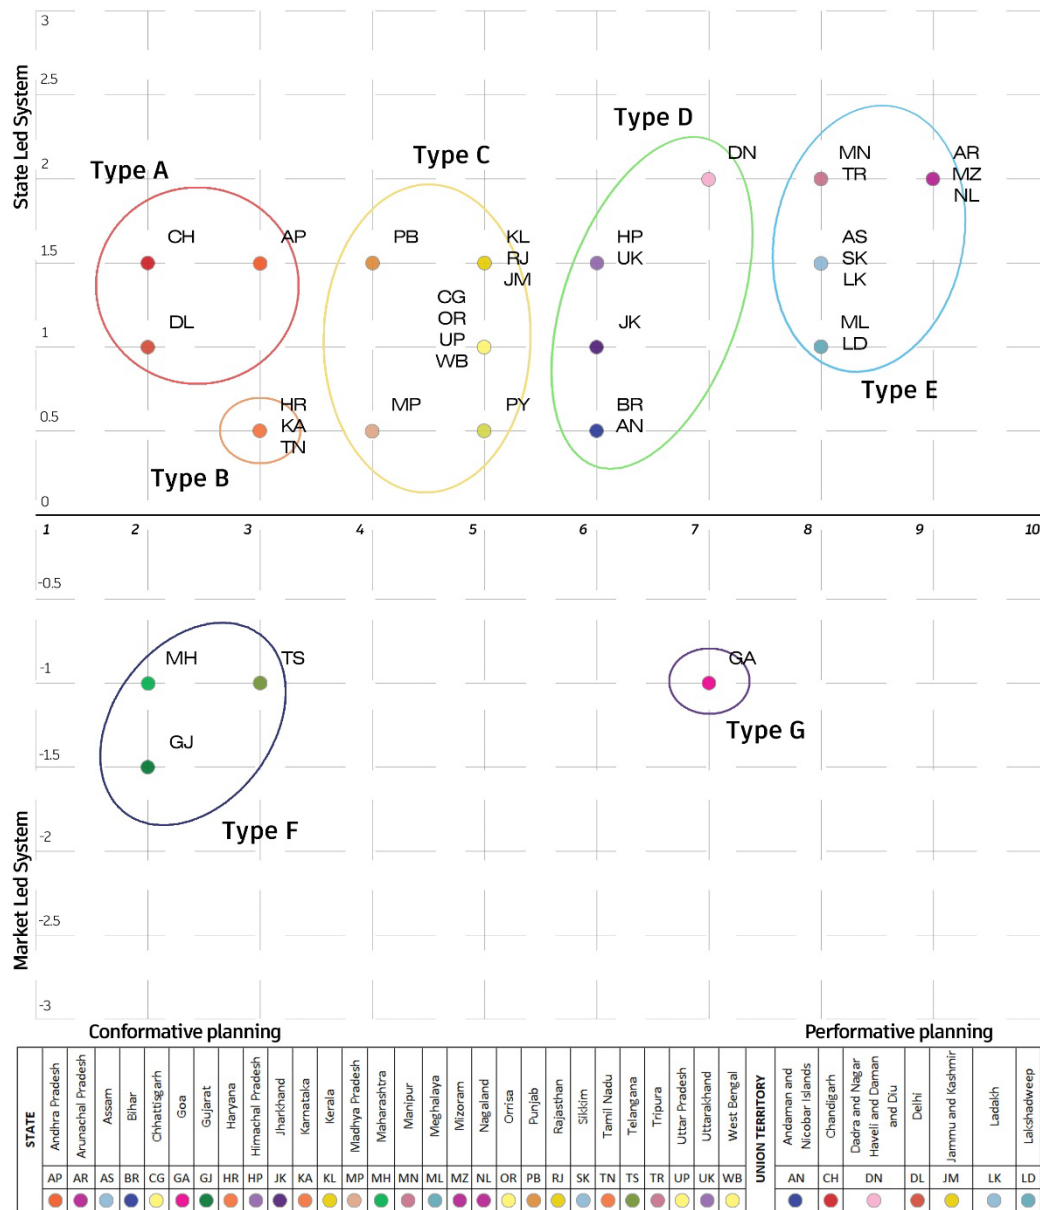 3
State Led System
2.5
Type D
Type C
Type A
2
DN
MN
TR
AR
MZ
NL
1.5
CH
AP
PB
KL
RJ
JM
HP
UK
AS
SK
LK
CG
OR
UP
WB
1
DL
JK
ML
LD
Type E
0.5
HR
KA
TN
MP
PY
BR
AN
Type B
0
1 2 3 4 5 6 7 8 9 10
-0.5
-1
MH
TS
GA
Type G
-1.5
GJ
Type F
-2
Market Led System
-2.5
-3
Conformative planning
Performative planning
STATE
Andhra Pradesh
Arunachal Pradesh
Assam
Bihar
Chhattisgarh
Goa
Gujarat
Haryana
Himachal Pradesh
Jharkhand
Karnataka
Kerala
Madhya Pradesh
Maharashtra
Manipur
Meghalaya
Mizoram
Nagaland
Orrisa
Punjab
Rajasthan
Sikkim
Tamil Nadu
Telangana
Tripura
Uttar Pradesh
Uttarakhand
West Bengal
UNION TERRITORY
Andaman and
Nicobar Islands
Chandigarh
Dadra and Nagar
Haveli and Daman
and Diu
Delhi
Jammu and Kashmir
Ladakh
Lakshadweep
AP AR AS BR CG GA GJ HR HP JK KA KL MP MH MN ML MZ NL OR PB RJ SK TN TS TR UP UK WB AN CH DN DL JM LK LD